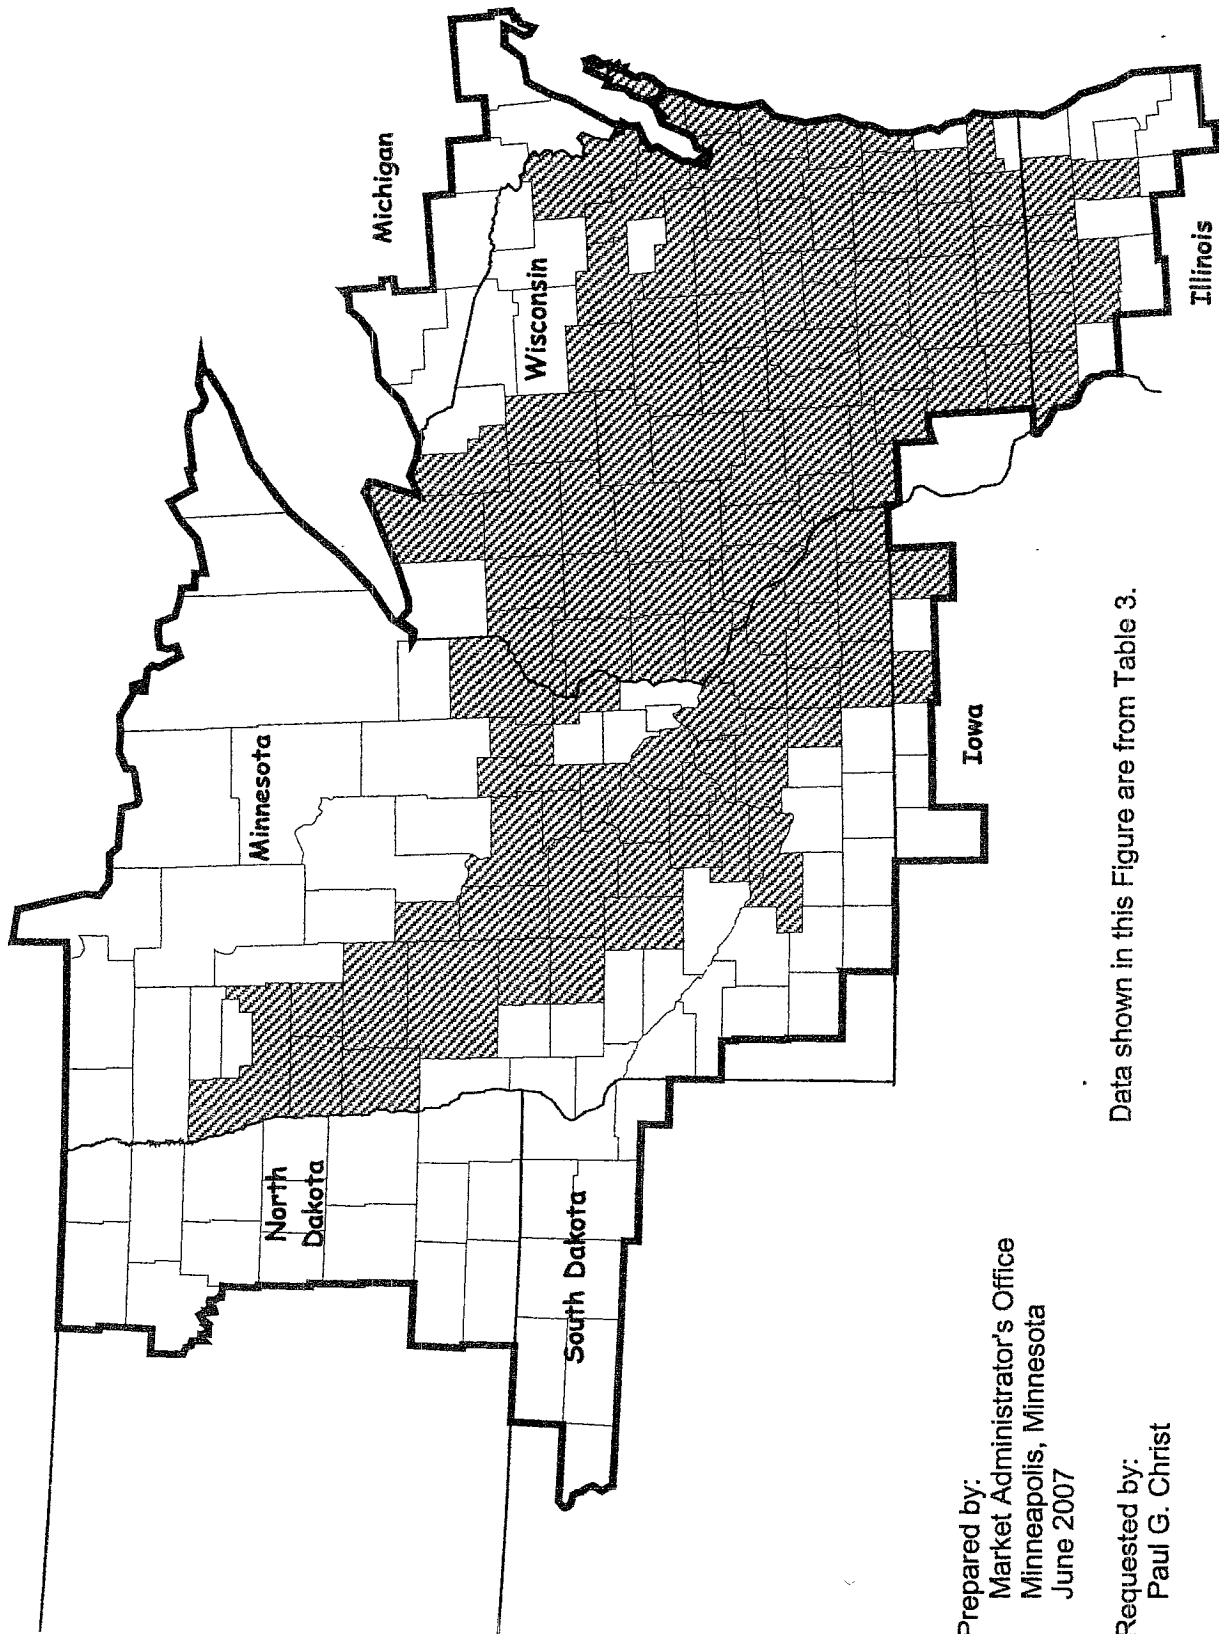 Michigan
Wisconsin
Minnesota
North
Dakota
South Dakota
Iowa
Illinois
Prepared by:
Market Administrator's Office
Minneapolis, Minnesota
June 2007
Data shown in this Figure are from Table 3.
Requested by:
Paul G. Christ